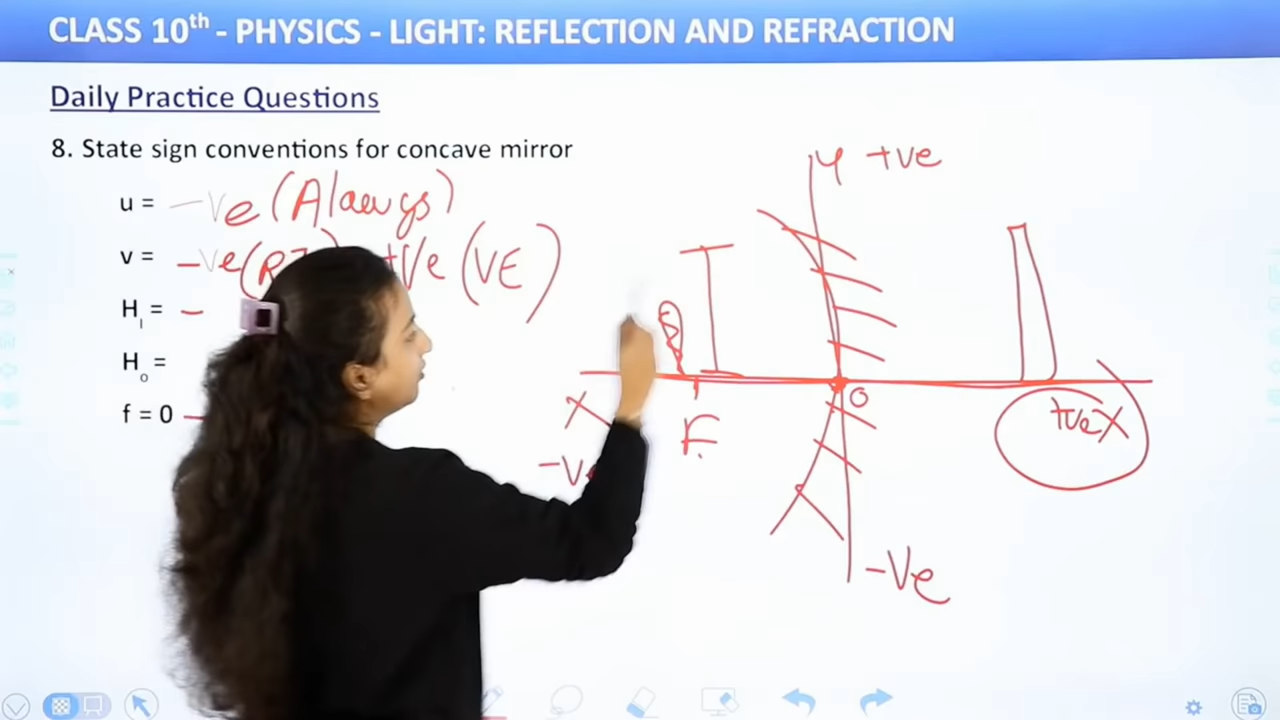 CLASS 10th - PHYSICS - LIGHT: REFLECTION AND REFRACTION
Daily Practice Questions
8. State sign conventions for concave mirror
u = -Ve (Always)
v = -Ve (RI) +Ve (VE)
HI = -
Ho =
f = 0 -
y +ve
O
F
X
-Ve
+ve X
-Ve